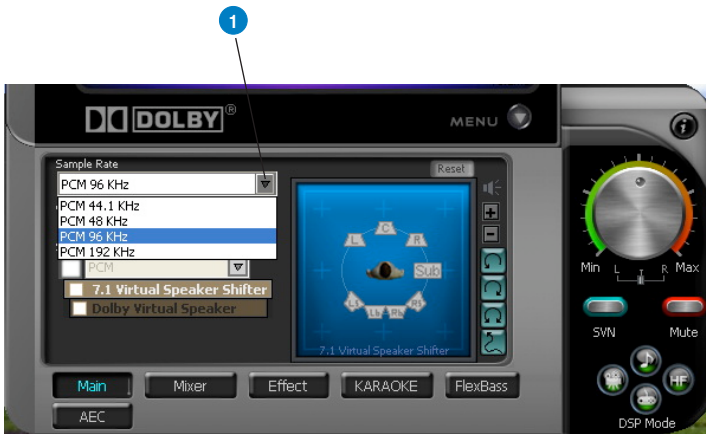 1
DOLBY®
MENU
i
Sample Rate
Reset
PCM 96 KHz
PCM 44.1 KHz
PCM 48 KHz
PCM 96 KHz
PCM 192 KHz
PCM
7.1 Virtual Speaker Shifter
Dolby Virtual Speaker
L
C
R
Sub
Ls
Lb
Rb
Rs
7.1 Virtual Speaker Shifter
Min
L
T
R
Max
SVN
Mute
HF
DSP Mode
Main
Mixer
Effect
KARAOKE
FlexBass
AEC